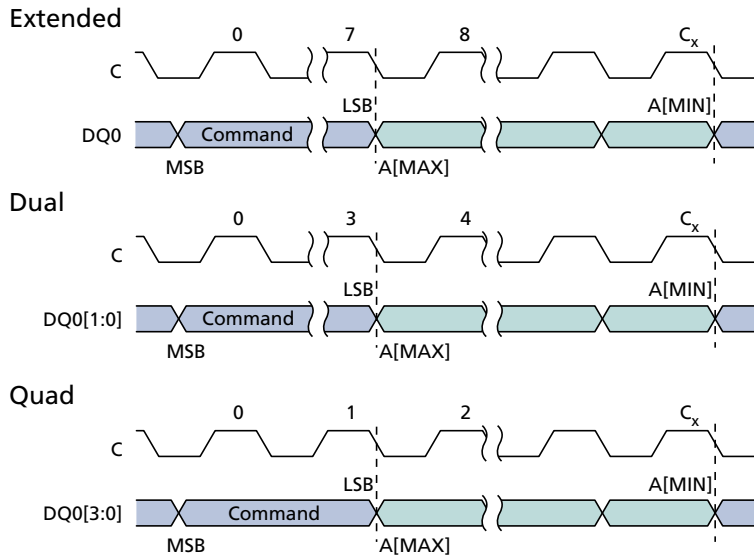 Extended
0 7 8 Cx
C
LSB A[MIN]
DQ0 Command
MSB A[MAX]
Dual
0 3 4 Cx
C
LSB A[MIN]
DQ0[1:0] Command
MSB A[MAX]
Quad
0 1 2 Cx
C
LSB A[MIN]
DQ0[3:0] Command
MSB A[MAX]